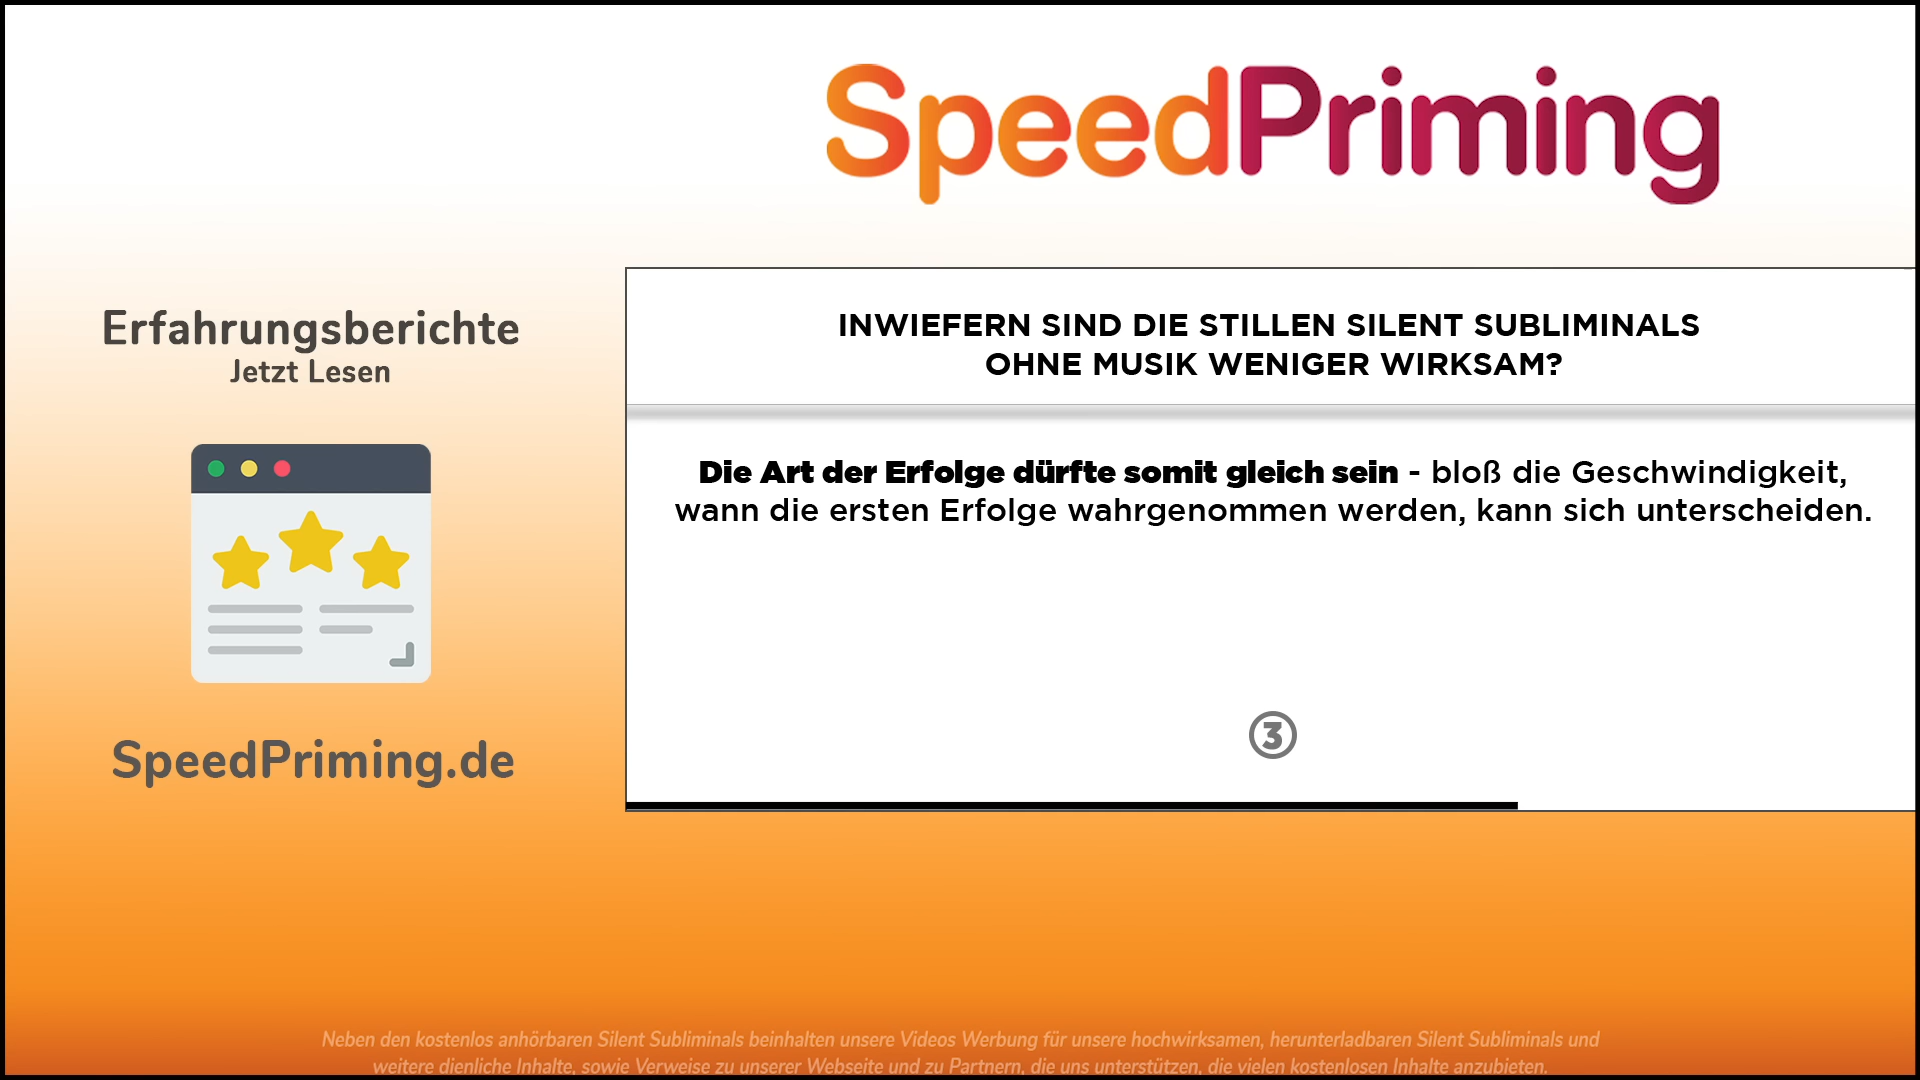 SpeedPriming
Erfahrungsberichte
Jetzt Lesen
SpeedPriming.de
INWIEFERN SIND DIE STILLEN SILENT SUBLIMINALS
OHNE MUSIK WENIGER WIRKSAM?
Die Art der Erfolge dürfte somit gleich sein - bloß die Geschwindigkeit,
wann die ersten Erfolge wahrgenommen werden, kann sich unterscheiden.
3
Neben den kostenlos anhörbaren Silent Subliminals beinhalten unsere Videos Werbung für unsere hochwirksamen, herunterladbaren Silent Subliminals und
weitere dienliche Inhalte, sowie Verweise zu unserer Webseite und zu Partnern, die uns unterstützen, die vielen kostenlosen Inhalte anzubieten.